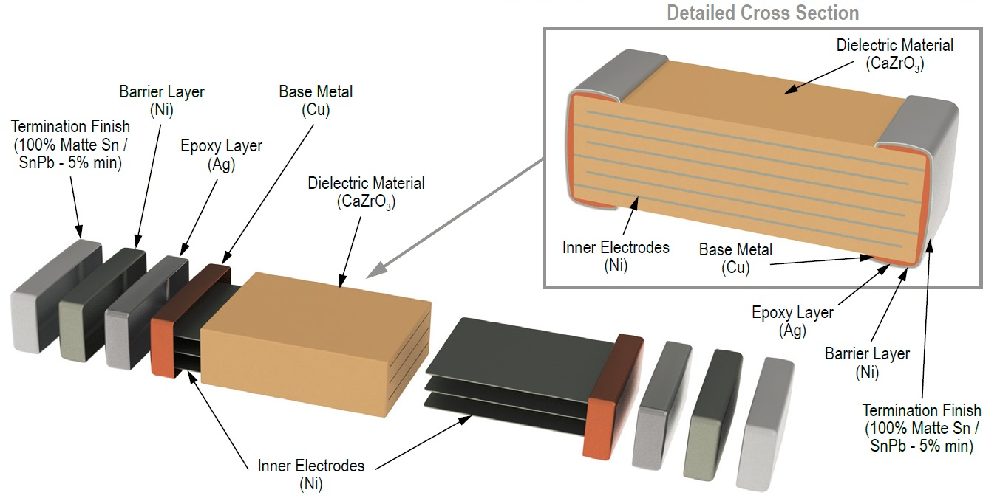 Detailed Cross Section
Dielectric Material
(CaZrO3)
Inner Electrodes
(Ni)
Base Metal
(Cu)
Epoxy Layer
(Ag)
Barrier Layer
(Ni)
Termination Finish
(100% Matte Sn /
SnPb - 5% min)
Barrier Layer
(Ni)
Base Metal
(Cu)
Termination Finish
(100% Matte Sn /
SnPb - 5% min)
Epoxy Layer
(Ag)
Dielectric Material
(CaZrO3)
Inner Electrodes
(Ni)